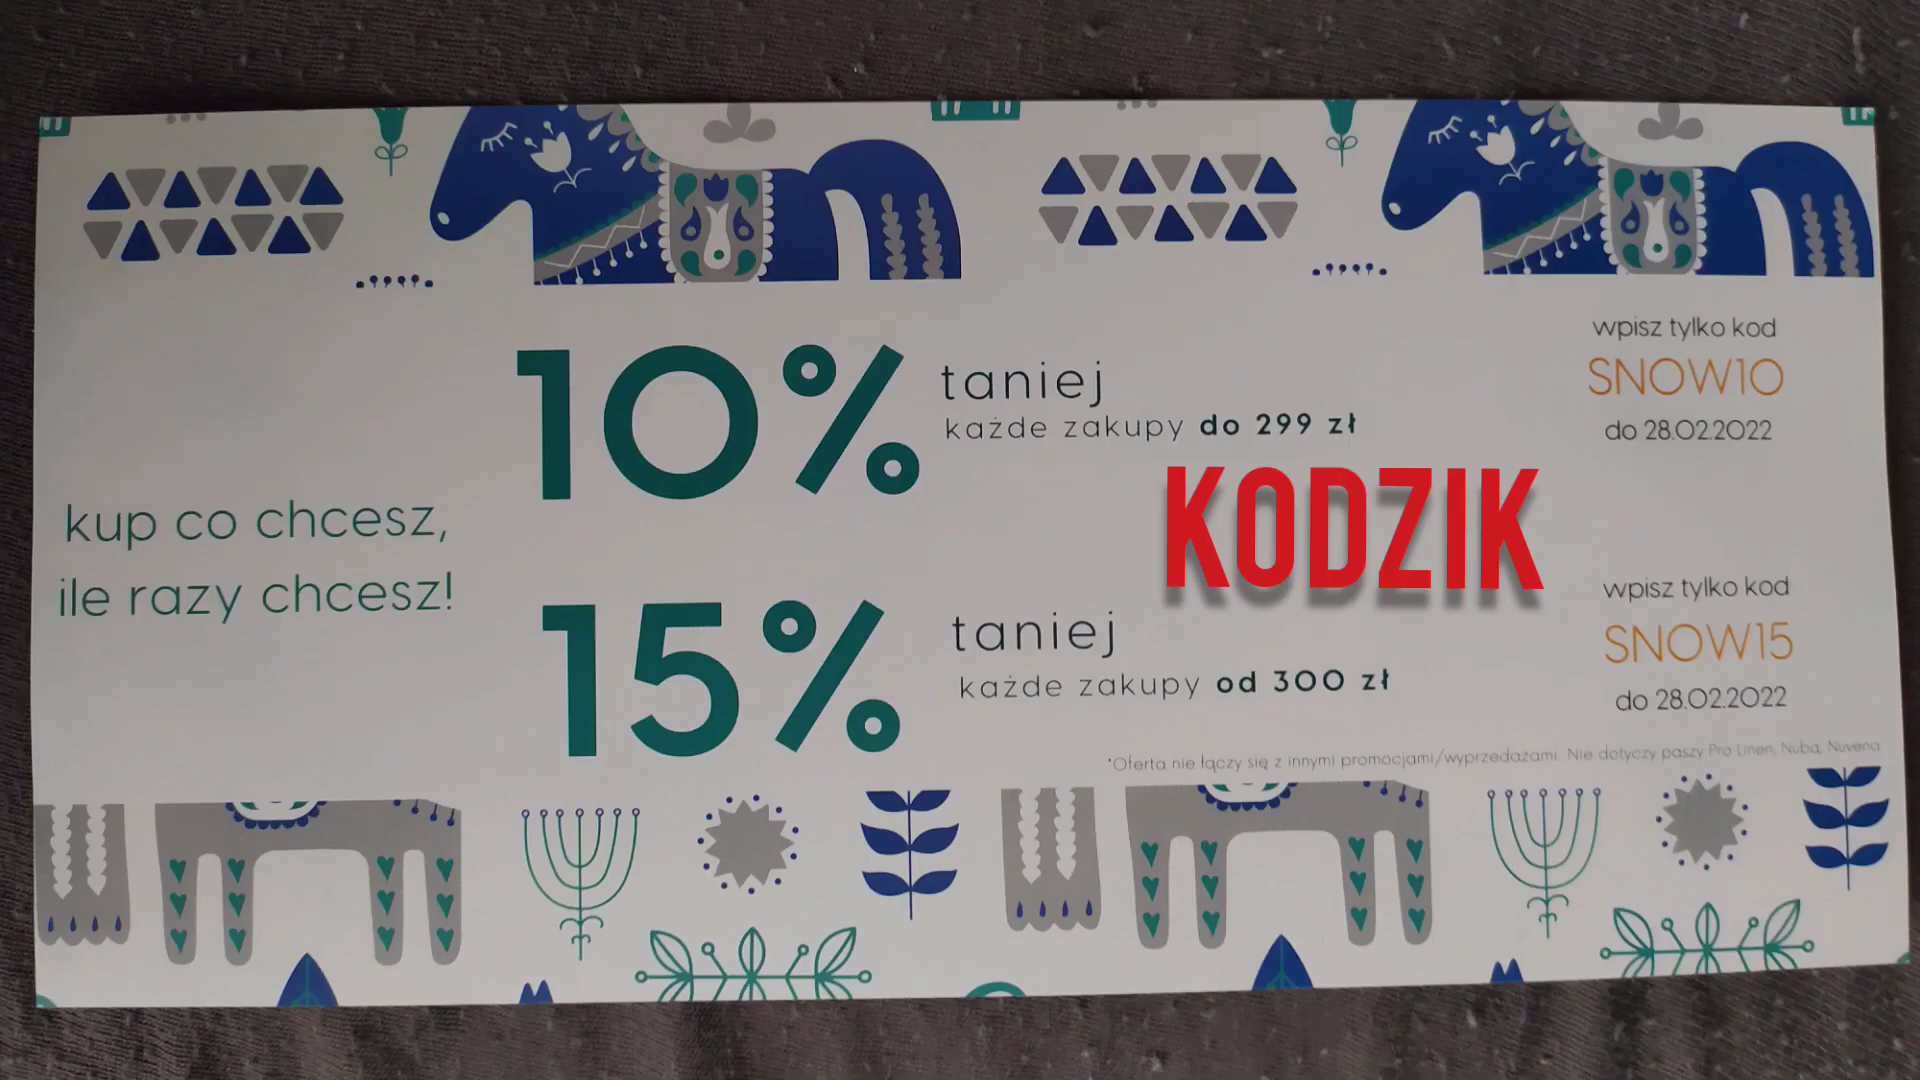 kup co chcesz,
ile razy chcesz!
10% taniej
każde zakupy do 299 zł
wpisz tylko kod
SNOW10
do 28.02.2022
KODZIK
15% taniej
każde zakupy od 300 zł
wpisz tylko kod
SNOW15
do 28.02.2022
*Oferta nie łączy się z innymi promocjami/wyprzedażami. Nie dotyczy paszy Pro Linen, Nuba, Nuvena